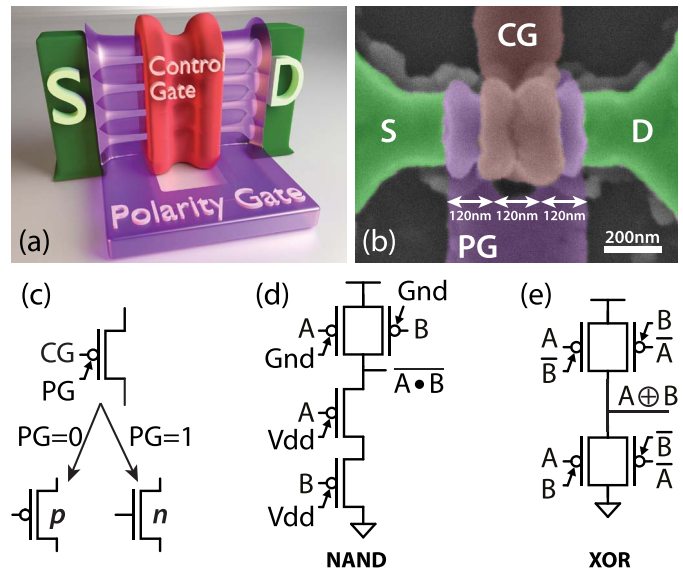 S
Control
Gate
D
Polarity Gate
(a)
CG
S
D
120nm 120nm 120nm
PG
200nm
(b)
(c)
CG
PG
PG=0 PG=1
p n
(d)
Gnd
A B
Gnd
A • B̅
A
Vdd
B
Vdd
NAND
(e)
B
A A̅
B̅
A ⊕ B
B̅
A A̅
B
XOR